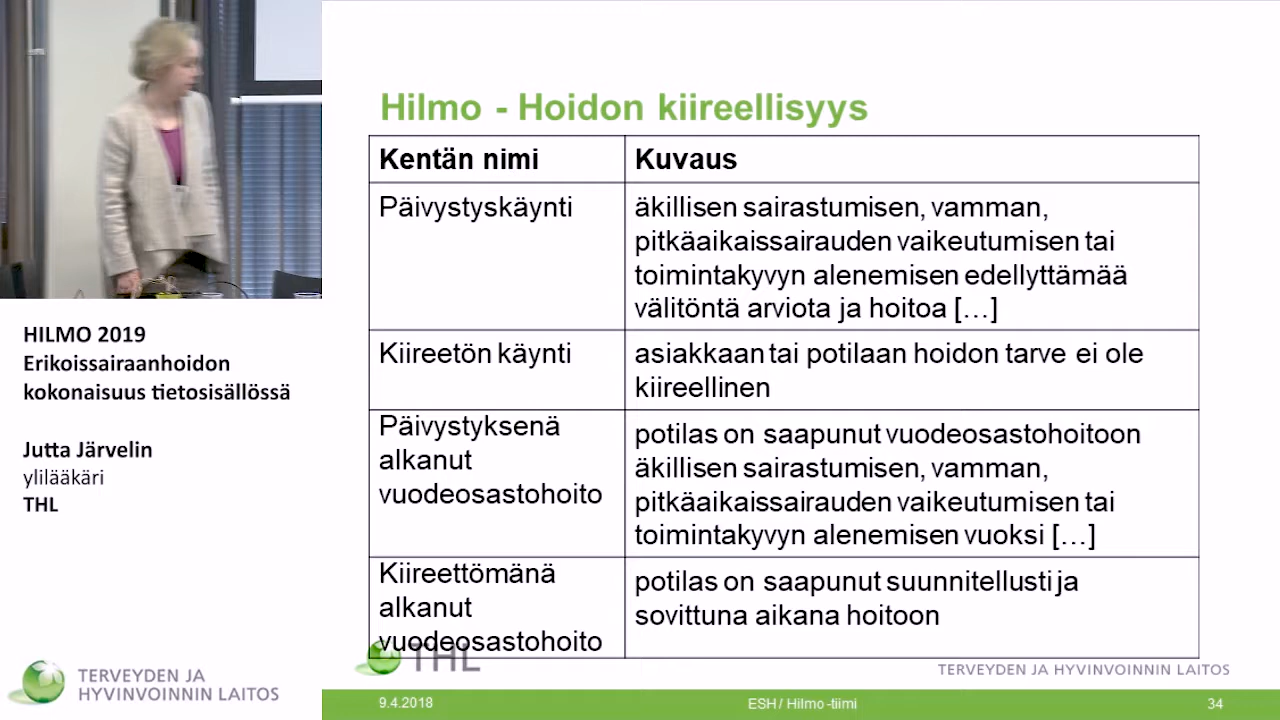 HILMO 2019
Erikoissairaanhoidon
kokonaisuus tietosisällössä
Jutta Järvelin
ylilääkäri
THL
TERVEYDEN JA
HYVINVOINNIN LAITOS
Hilmo - Hoidon kiireellisyys
Kentän nimi
Kuvaus
Päivystyskäynti
äkillisen sairastumisen, vamman,
pitkäaikaissairauden vaikeutumisen tai
toimintakyvyn alenemisen edellyttämää
välitöntä arviota ja hoitoa […]
Kiireetön käynti
asiakkaan tai potilaan hoidon tarve ei ole
kiireellinen
Päivystyksenä
alkanut
vuodeosastohoito
potilas on saapunut vuodeosastohoitoon
äkillisen sairastumisen, vamman,
pitkäaikaissairauden vaikeutumisen tai
toimintakyvyn alenemisen vuoksi […]
Kiireettömänä
alkanut
vuodeosastohoito
potilas on saapunut suunnitellusti ja
sovittuna aikana hoitoon
THL
TERVEYDEN JA HYVINVOINNIN LAITOS
9.4.2018
ESH / Hilmo -tiimi
34